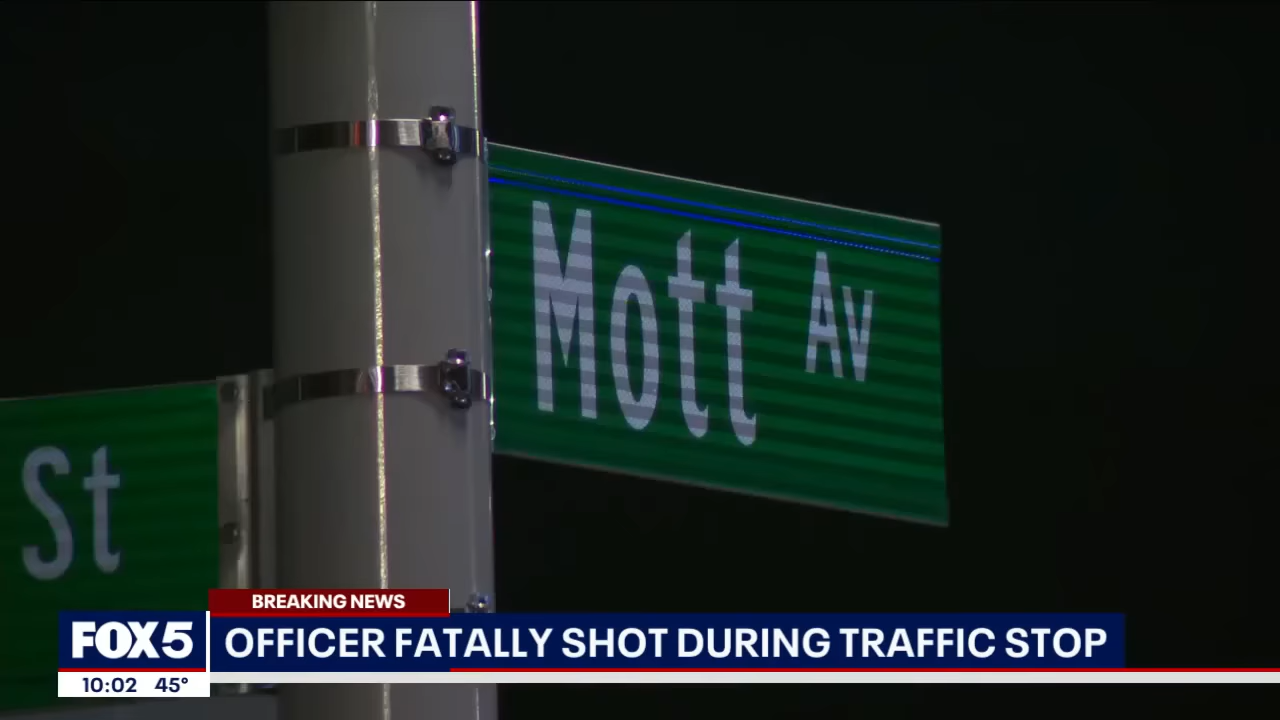 Mott Av
St
BREAKING NEWS
FOX5
OFFICER FATALLY SHOT DURING TRAFFIC STOP
10:02 45°